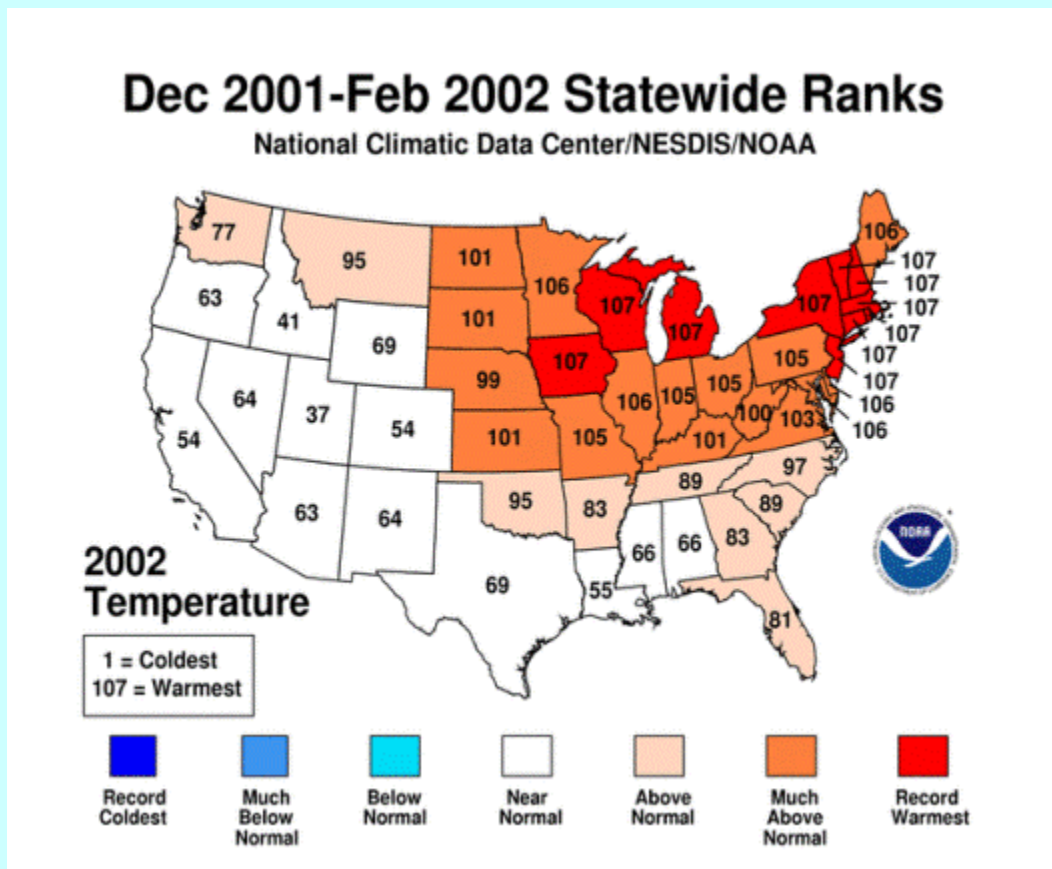 Dec 2001-Feb 2002 Statewide Ranks
National Climatic Data Center/NESDIS/NOAA
77
95
101
106
106
107
63
41
69
101
107
107
107
107
107
107
107
107
106
106
64
37
54
54
99
107
106
105
105
105
100
103
101
105
101
63
64
95
83
89
97
89
83
66
66
69
55
81
NOAA
2002
Temperature
1 = Coldest
107 = Warmest
Record
Coldest
Much
Below
Normal
Below
Normal
Near
Normal
Above
Normal
Much
Above
Normal
Record
Warmest